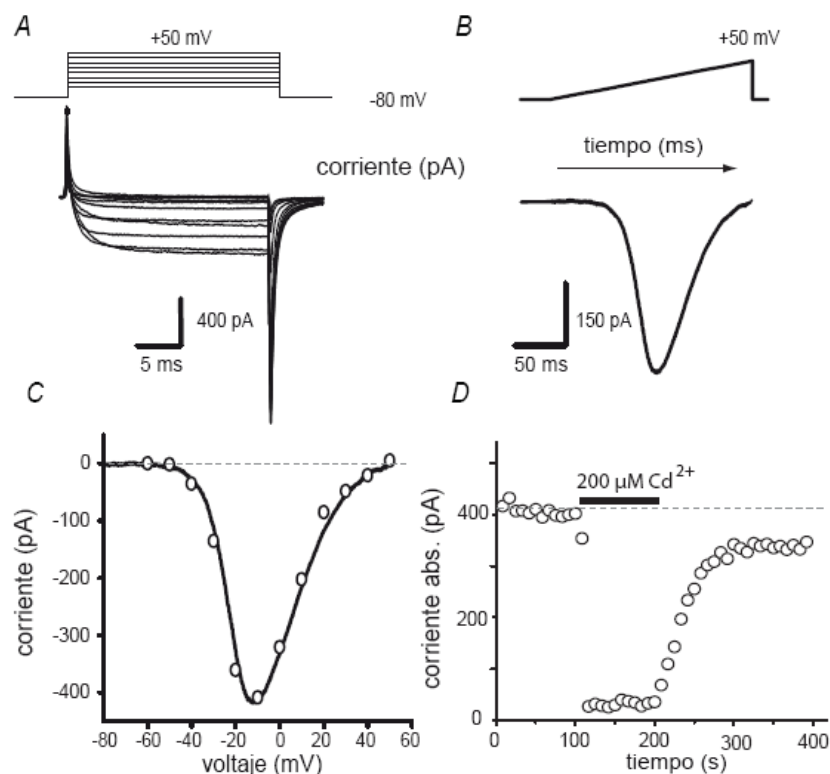 A
+50 mV
-80 mV
corriente (pA)
400 pA
5 ms
B
+50 mV
tiempo (ms)
150 pA
50 ms
C
0
-100
-200
-300
-400
corriente (pA)
-80 -60 -40 -20 0 20 40 60
voltaje (mV)
D
200 µM Cd2+
400
200
0
corriente abs. (pA)
0 100 200 300 400
tiempo (s)